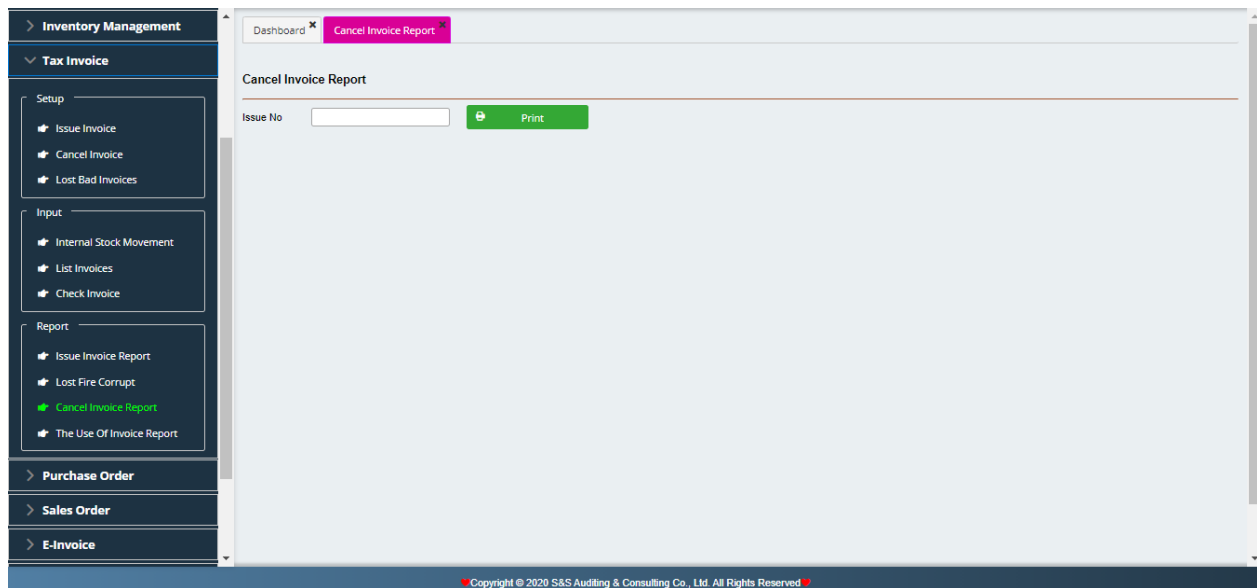 Inventory Management
Tax Invoice
Setup
Issue Invoice
Cancel Invoice
Lost Bad Invoices
Input
Internal Stock Movement
List Invoices
Check Invoice
Report
Issue Invoice Report
Lost Fire Corrupt
Cancel Invoice Report
The Use Of Invoice Report
Purchase Order
Sales Order
E-Invoice
Dashboard Cancel Invoice Report
Cancel Invoice Report
Issue No Print
Copyright © 2020 S&S Auditing & Consulting Co., Ltd. All Rights Reserved